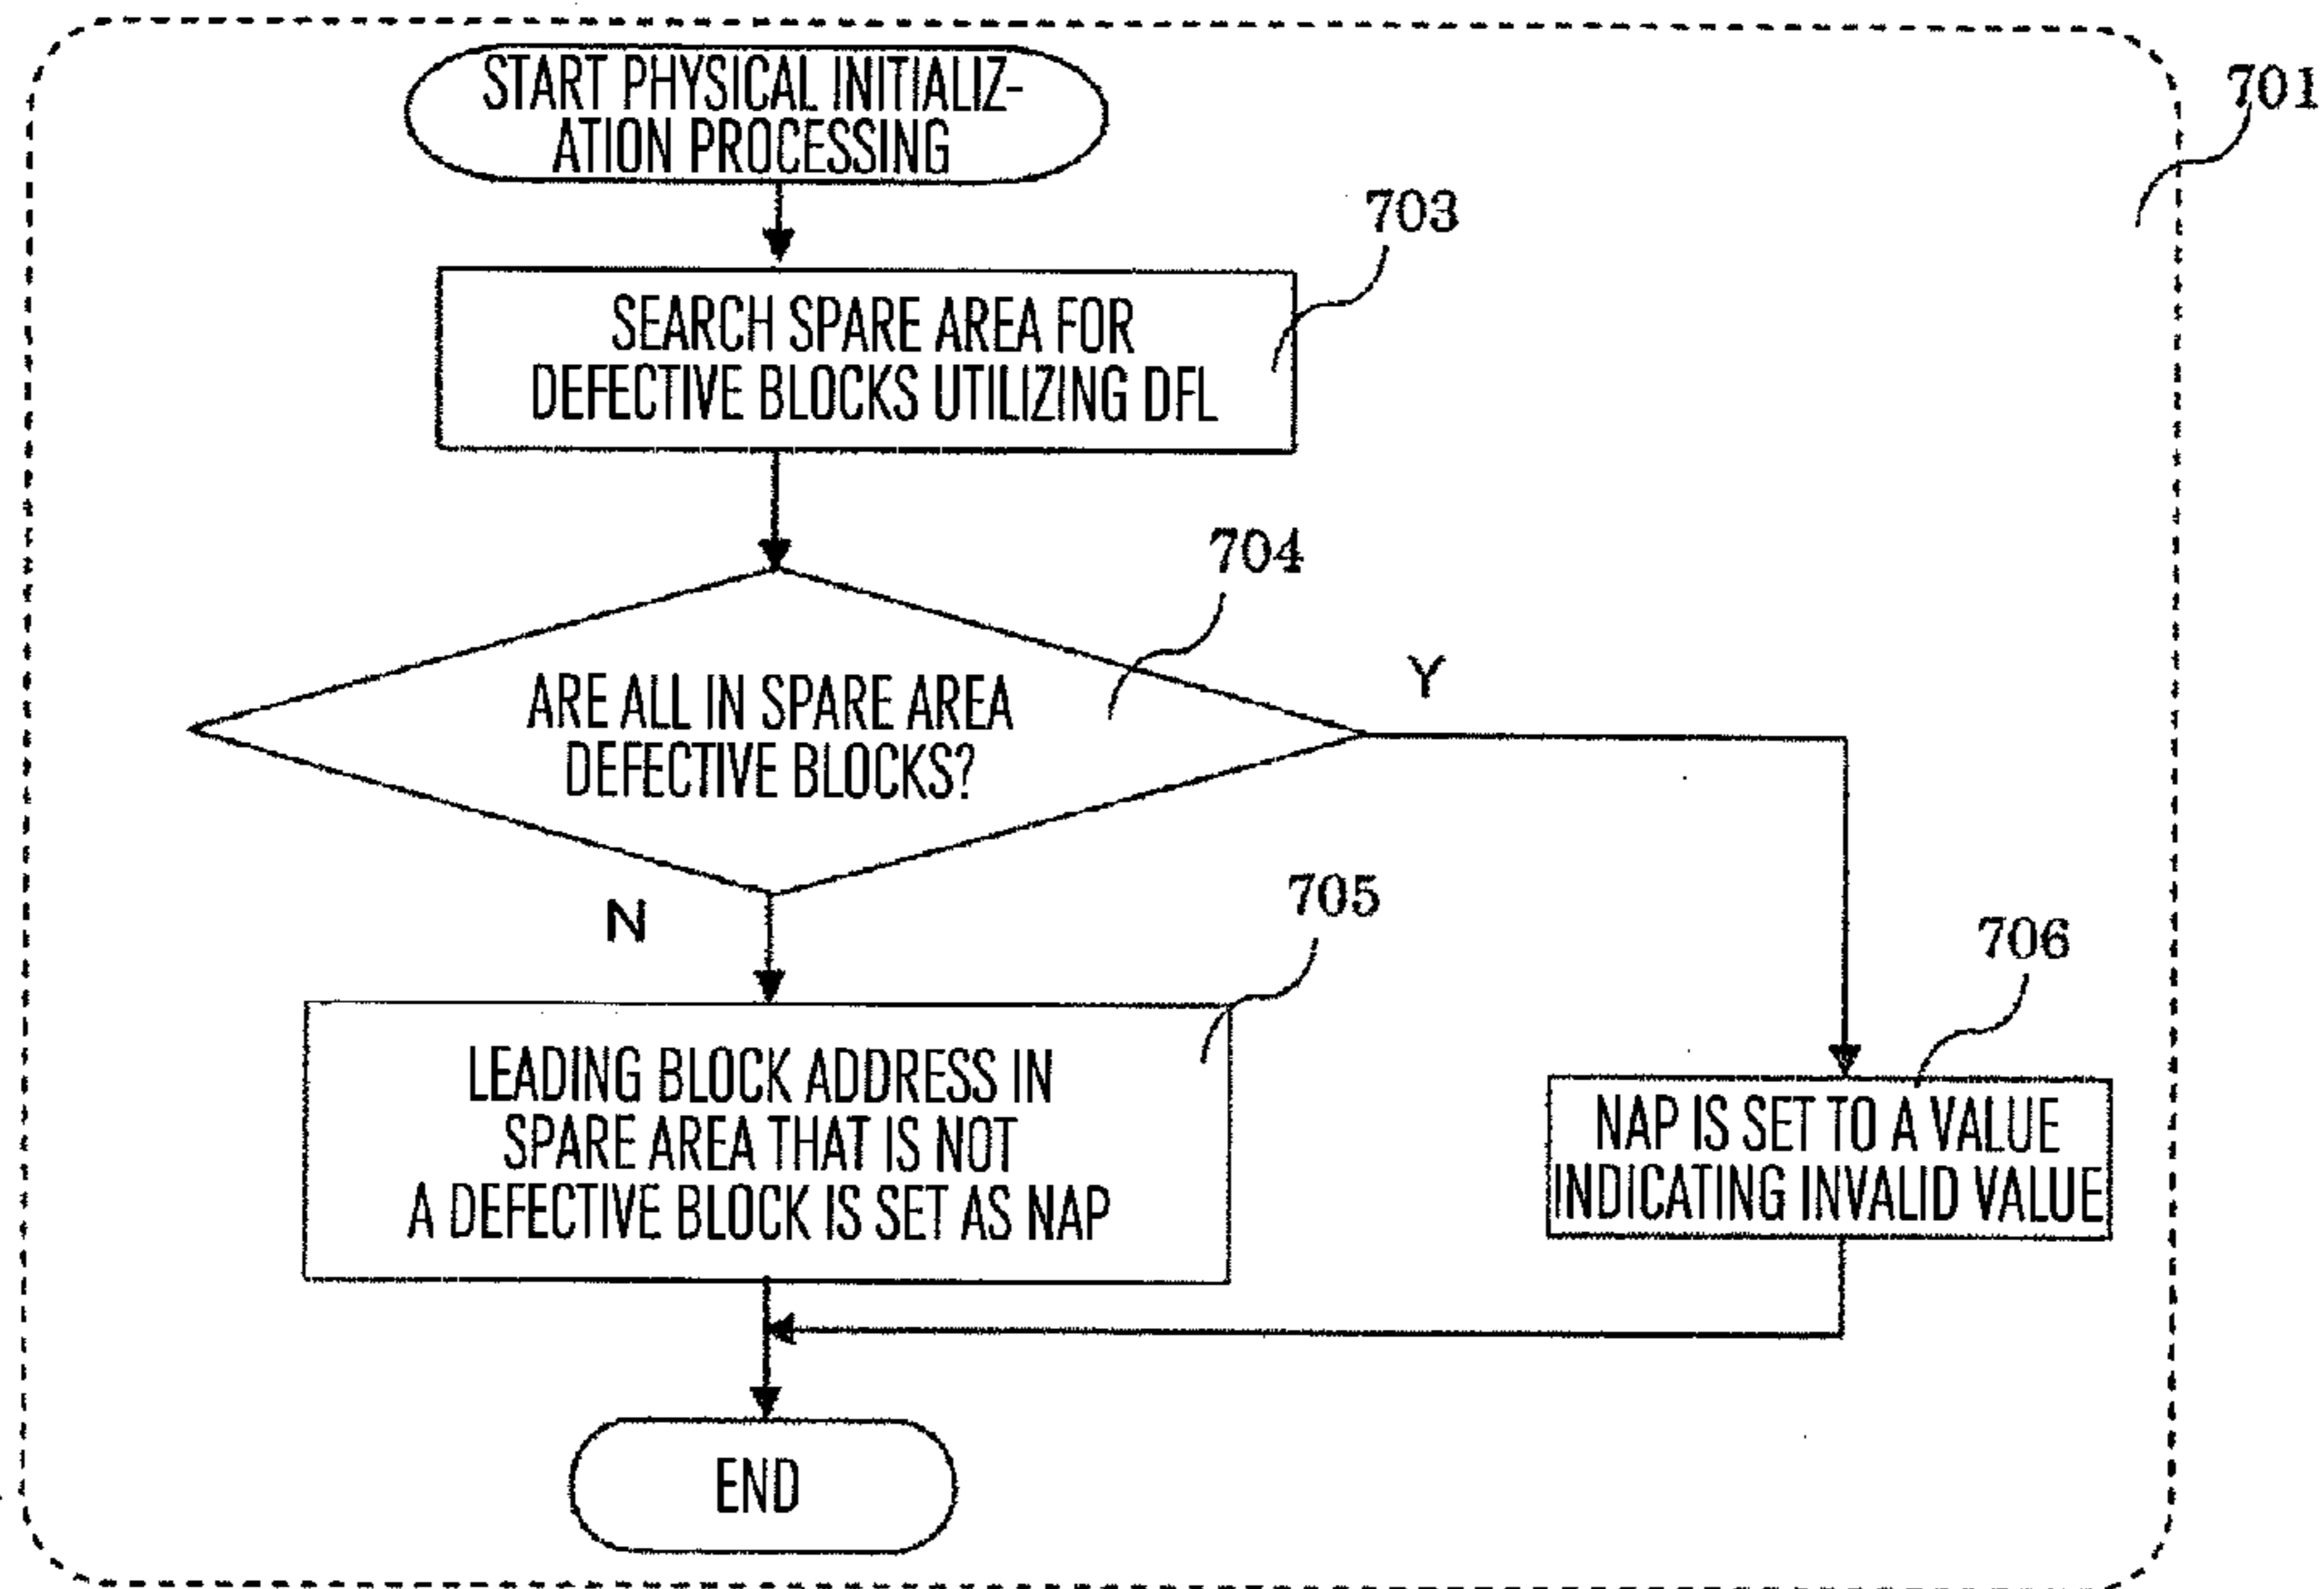 START PHYSICAL INITIALIZ-
ATION PROCESSING
701
703
SEARCH SPARE AREA FOR
DEFECTIVE BLOCKS UTILIZING DFL
704
ARE ALL IN SPARE AREA
DEFECTIVE BLOCKS?
Y
N
705
LEADING BLOCK ADDRESS IN
SPARE AREA THAT IS NOT
A DEFECTIVE BLOCK IS SET AS NAP
706
NAP IS SET TO A VALUE
INDICATING INVALID VALUE
END